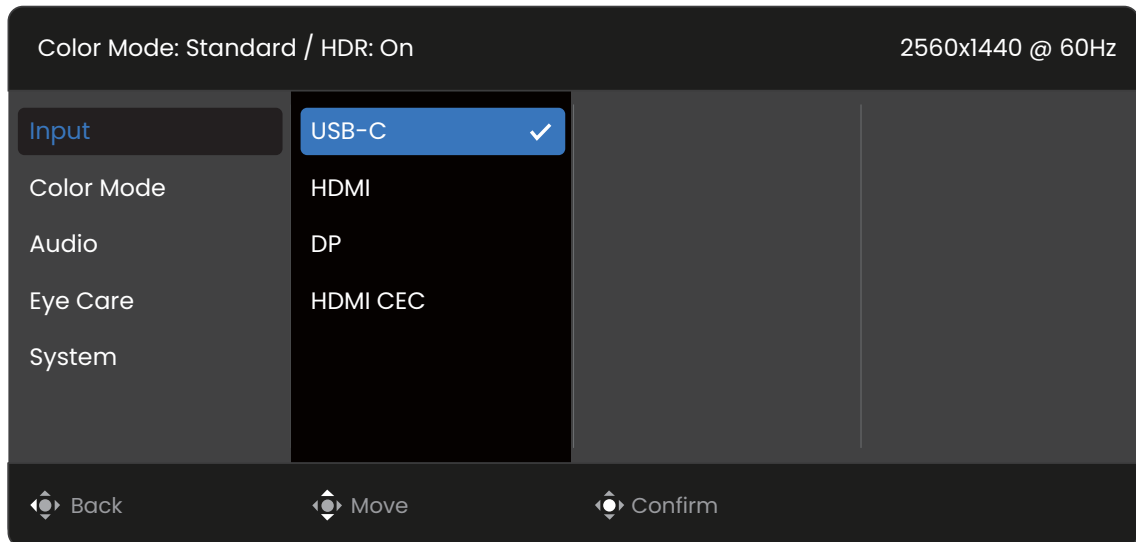 Color Mode: Standard / HDR: On
2560x1440 @ 60Hz
Input
USB-C
Color Mode
HDMI
Audio
DP
Eye Care
HDMI CEC
System
Back
Move
Confirm